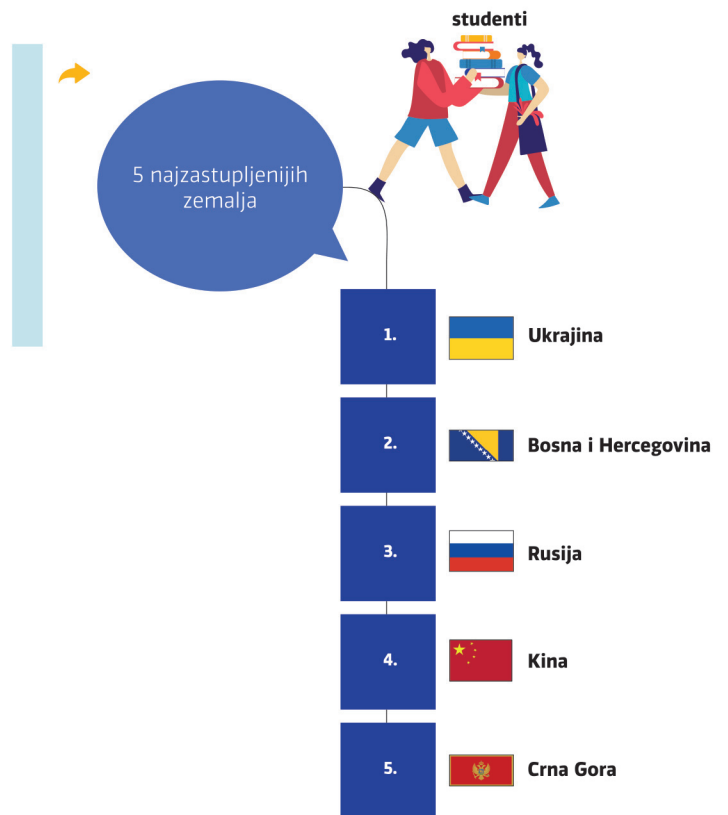 studenti
5 najzastupljenijih
zemalja
1.
Ukrajina
2.
Bosna i Hercegovina
3.
Rusija
4.
Kina
5.
Crna Gora